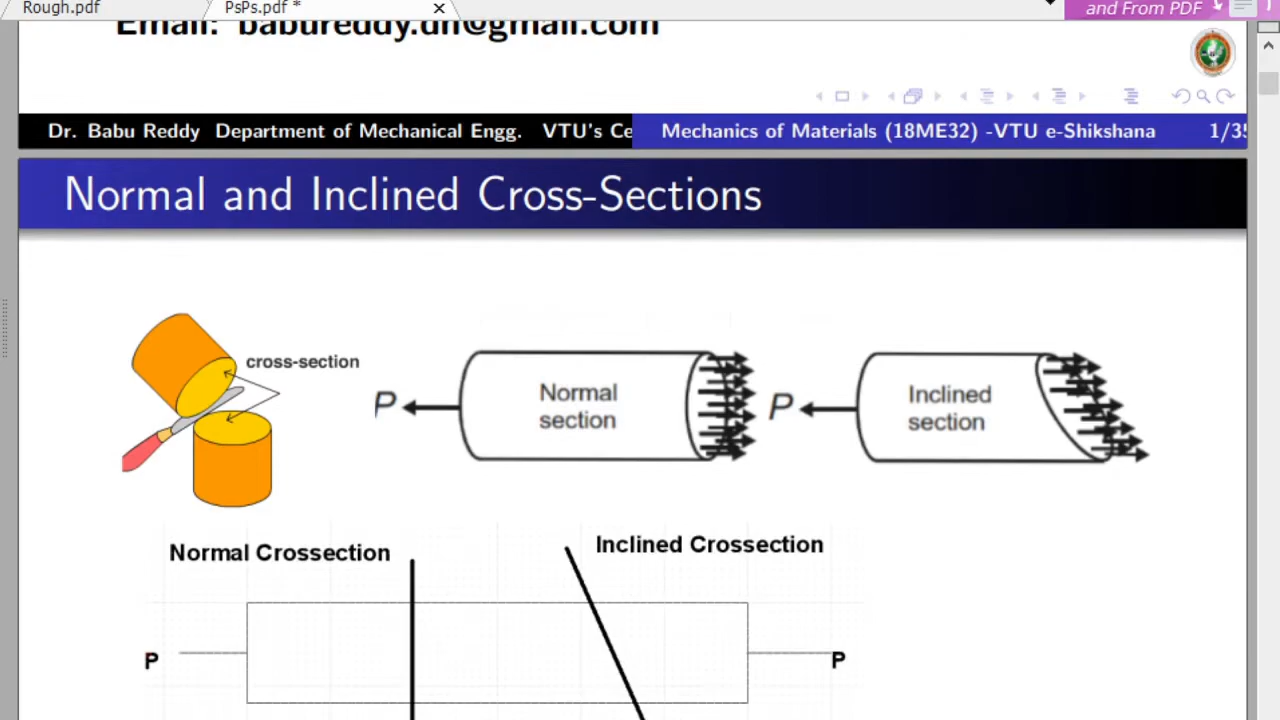 Rough.pdf
PsPs.pdf *
and From PDF
Email: babureddy.dn@gmail.com
Dr. Babu Reddy Department of Mechanical Engg. VTU's Ce
Mechanics of Materials (18ME32) -VTU e-Shikshana
1/35
Normal and Inclined Cross-Sections
cross-section
P
Normal
section
P
Inclined
section
Normal Crossection
Inclined Crossection
P
P